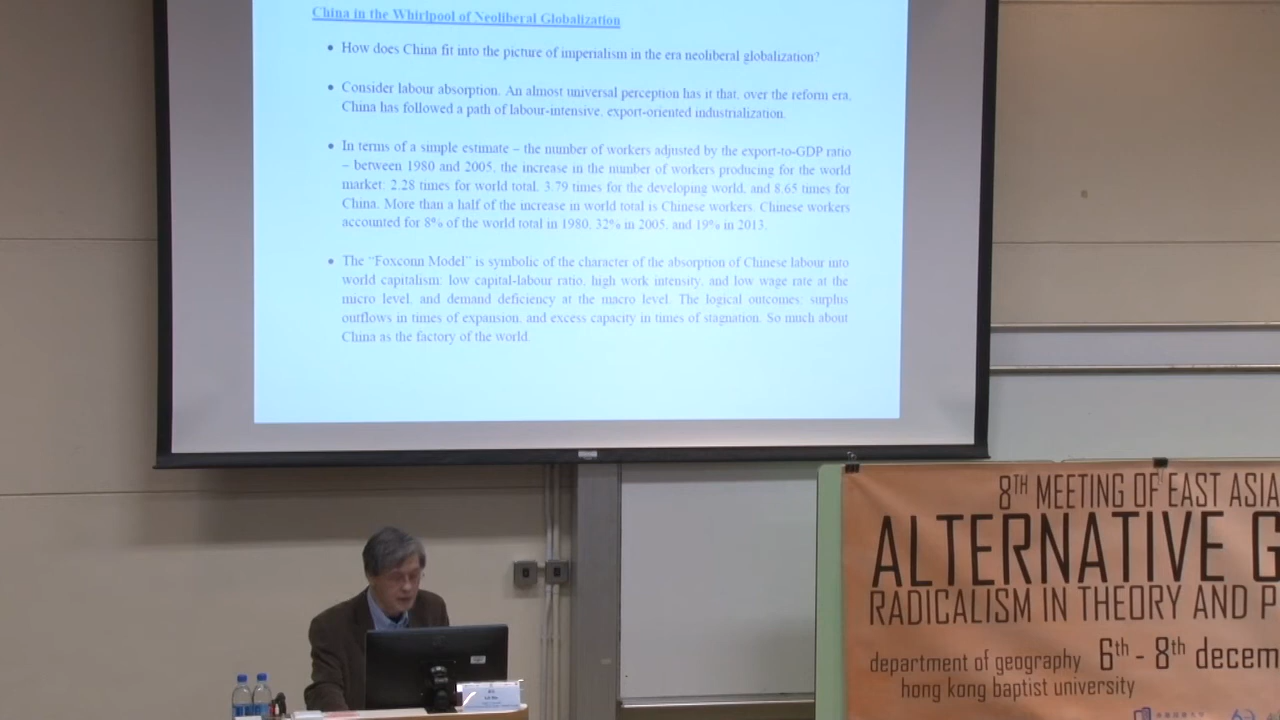 China in the Whirlpool of Neoliberal Globalization
• How does China fit into the picture of imperialism in the era neoliberal globalization?
• Consider labour absorption. An almost universal perception has it that, over the reform era,
China has followed a path of labour-intensive, export-oriented industrialization.
• In terms of a simple estimate – the number of workers adjusted by the export-to-GDP ratio
– between 1980 and 2005, the increase in the number of workers producing for the world
market: 2.28 times for world total, 3.79 times for the developing world, and 8.65 times for
China. More than a half of the increase in world total is Chinese workers. Chinese workers
accounted for 8% of the world total in 1980, 32% in 2005, and 19% in 2013.
• The “Foxconn Model” is symbolic of the character of the absorption of Chinese labour into
world capitalism: low capital-labour ratio, high work intensity, and low wage rate at the
micro level, and demand deficiency at the macro level. The logical outcomes: surplus
outflows in times of expansion, and excess capacity in times of stagnation. So much about
China as the factory of the world.
8TH MEETING OF EAST ASIA
ALTERNATIVE G
RADICALISM IN THEORY AND P
department of geography 6th - 8th decem
hong kong baptist university